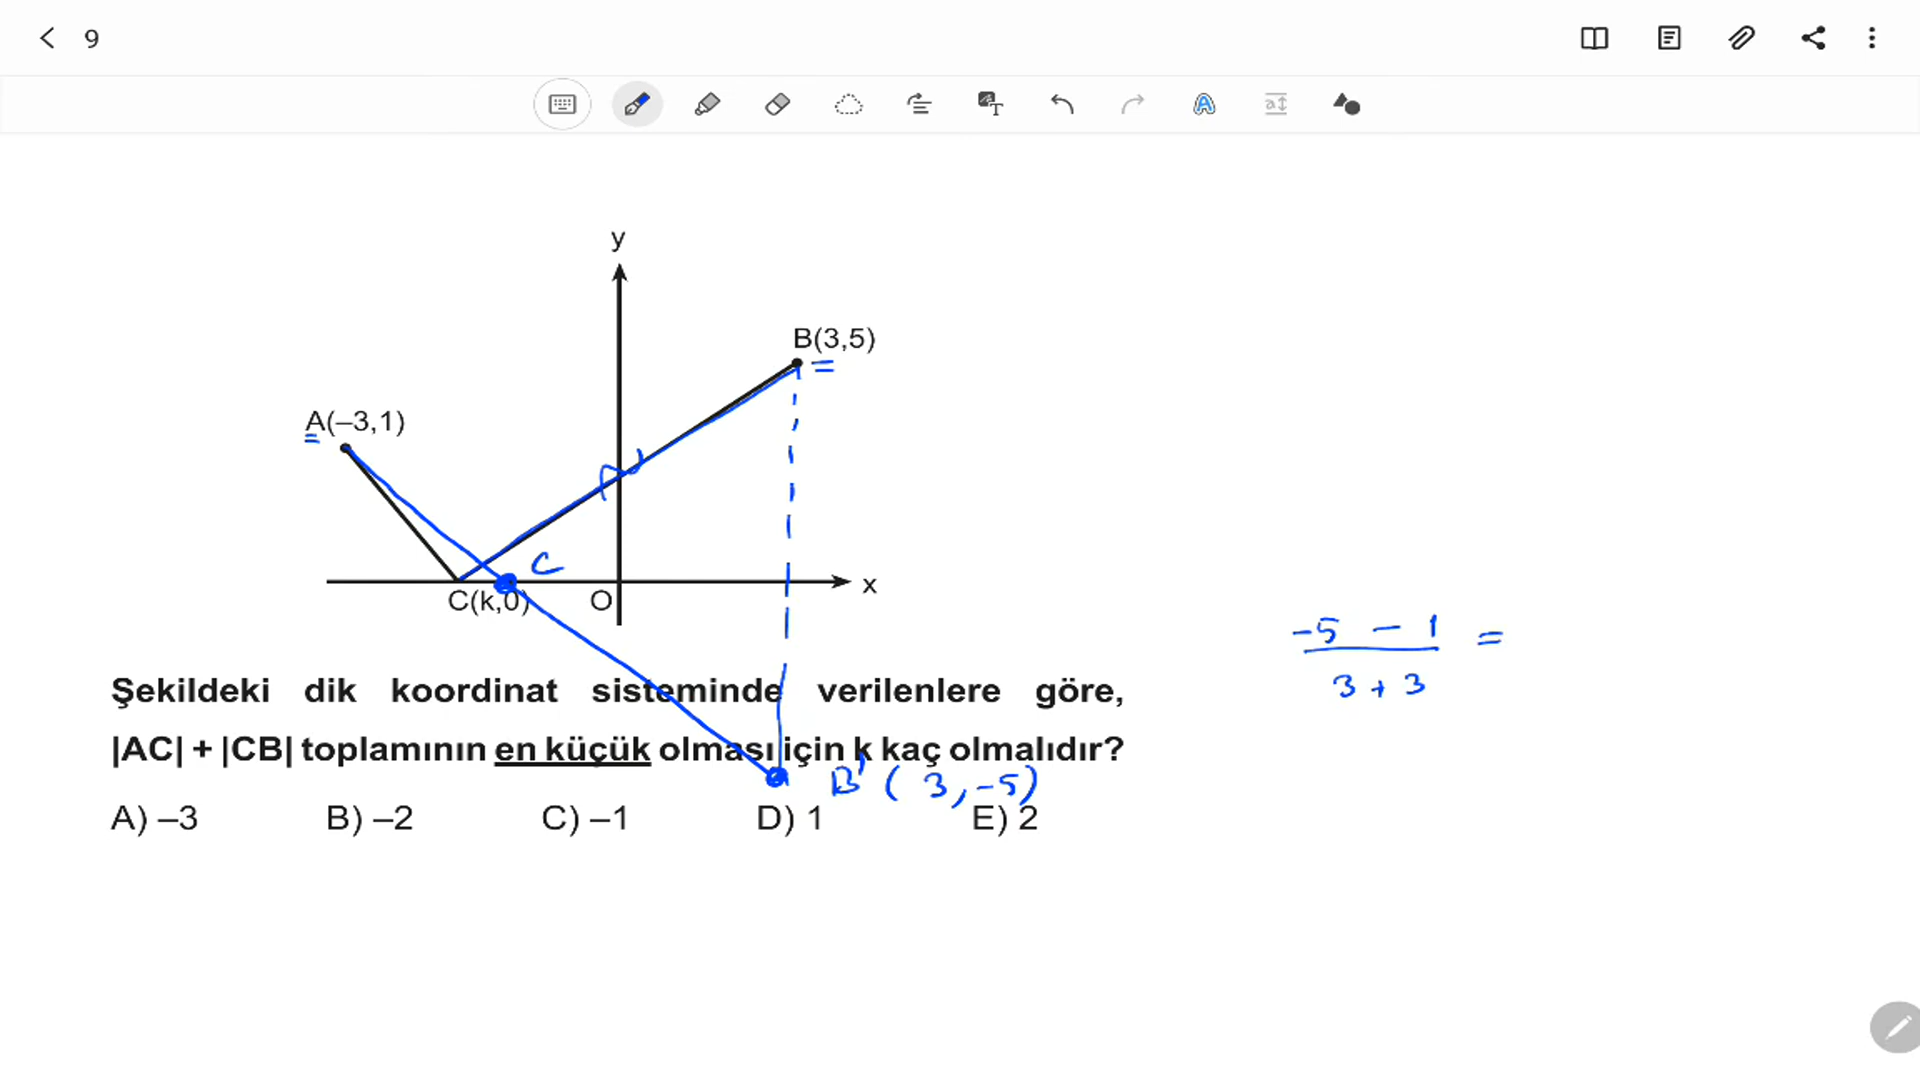 9
y
B(3,5)
=
A(–3,1)
=
C
C(k,0)
O
x
-5 - 1 =
3 + 3
Şekildeki dik koordinat sisteminde verilenlere göre,
|AC| + |CB| toplamının en küçük olması için k kaç olmalıdır?
B' ( 3, -5)
A) –3 B) –2 C) –1 D) 1 E) 2